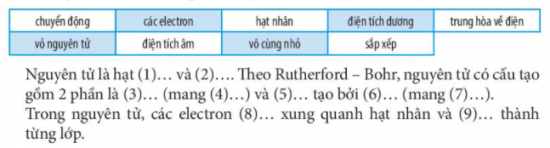 chuyển động các electron hạt nhân điện tích dương trung hòa về điện
vỏ nguyên tử điện tích âm vô cùng nhỏ sắp xếp
Nguyên tử là hạt (1)… và (2)…. Theo Rutherford – Bohr, nguyên tử có cấu tạo
gồm 2 phần là (3)… (mang (4)…) và (5)… tạo bởi (6)… (mang (7)…).
Trong nguyên tử, các electron (8)… xung quanh hạt nhân và (9)… thành
từng lớp.